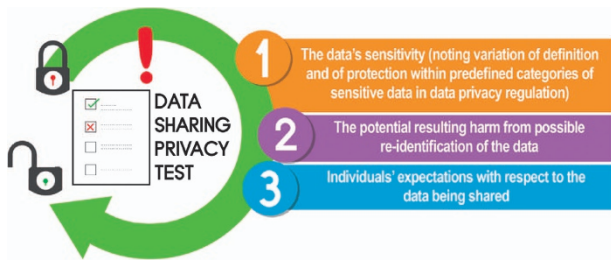 DATA
SHARING
PRIVACY
TEST
1
The data's sensitivity (noting variation of definition
and of protection within predefined categories of
sensitive data in data privacy regulation)
2
The potential resulting harm from possible
re-identification of the data
3
Individuals' expectations with respect to the
data being shared